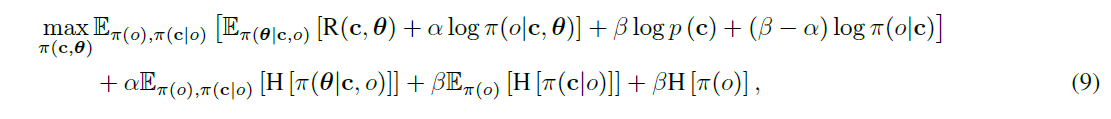 max_{π(c,θ)} 𝔼_{π(o),π(c|o)} [𝔼_{π(θ|c,o)} [R(c, θ) + α log π(o|c, θ)] + β log p (c) + (β − α) log π(o|c)]
+ α𝔼_{π(o),π(c|o)} [H [π(θ|c, o)]] + β𝔼_{π(o)} [H [π(c|o)]] + βH [π(o)] , (9)